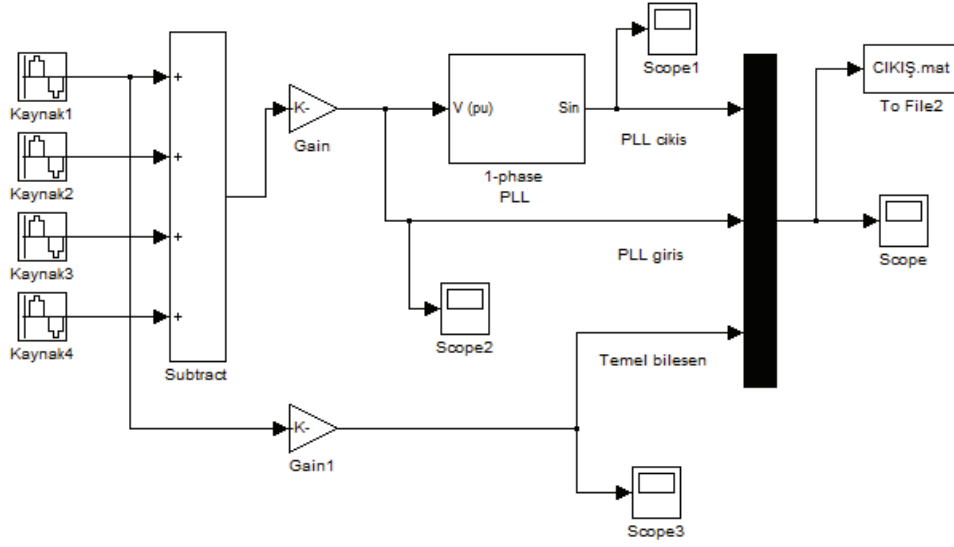 Kaynak1
Kaynak2
Kaynak3
Kaynak4
+
+
+
+
Subtract
K-
Gain
V (pu)
Sin
1-phase
PLL
Scope1
PLL cikis
PLL giris
Scope2
Temel bilesen
K-
Gain1
Scope3
CIKIŞ.mat
To File2
Scope